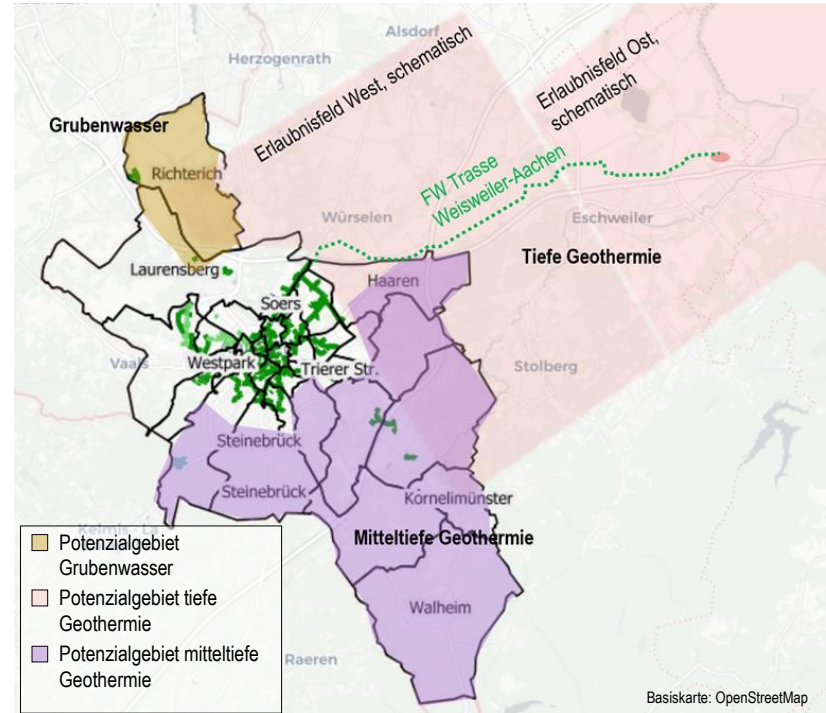 Alsdorf
Herzogenrath
Erlaubnisfeld West, schematisch
Erlaubnisfeld Ost,
schematisch
Grubenwasser
Richterich
FW Trasse
Weisweiler-Aachen
Würselen
Eschweiler
Tiefe Geothermie
Laurensberg
Haaren
Soers
Vaals
Westpark
Trierer Str.
Stolberg
Steinebrück
Steinebrück
Kornelimünster
Mitteltiefe Geothermie
Walheim
Raeren
Potenzialgebiet
Grubenwasser
Potenzialgebiet tiefe
Geothermie
Potenzialgebiet mitteltiefe
Geothermie
Basiskarte: OpenStreetMap